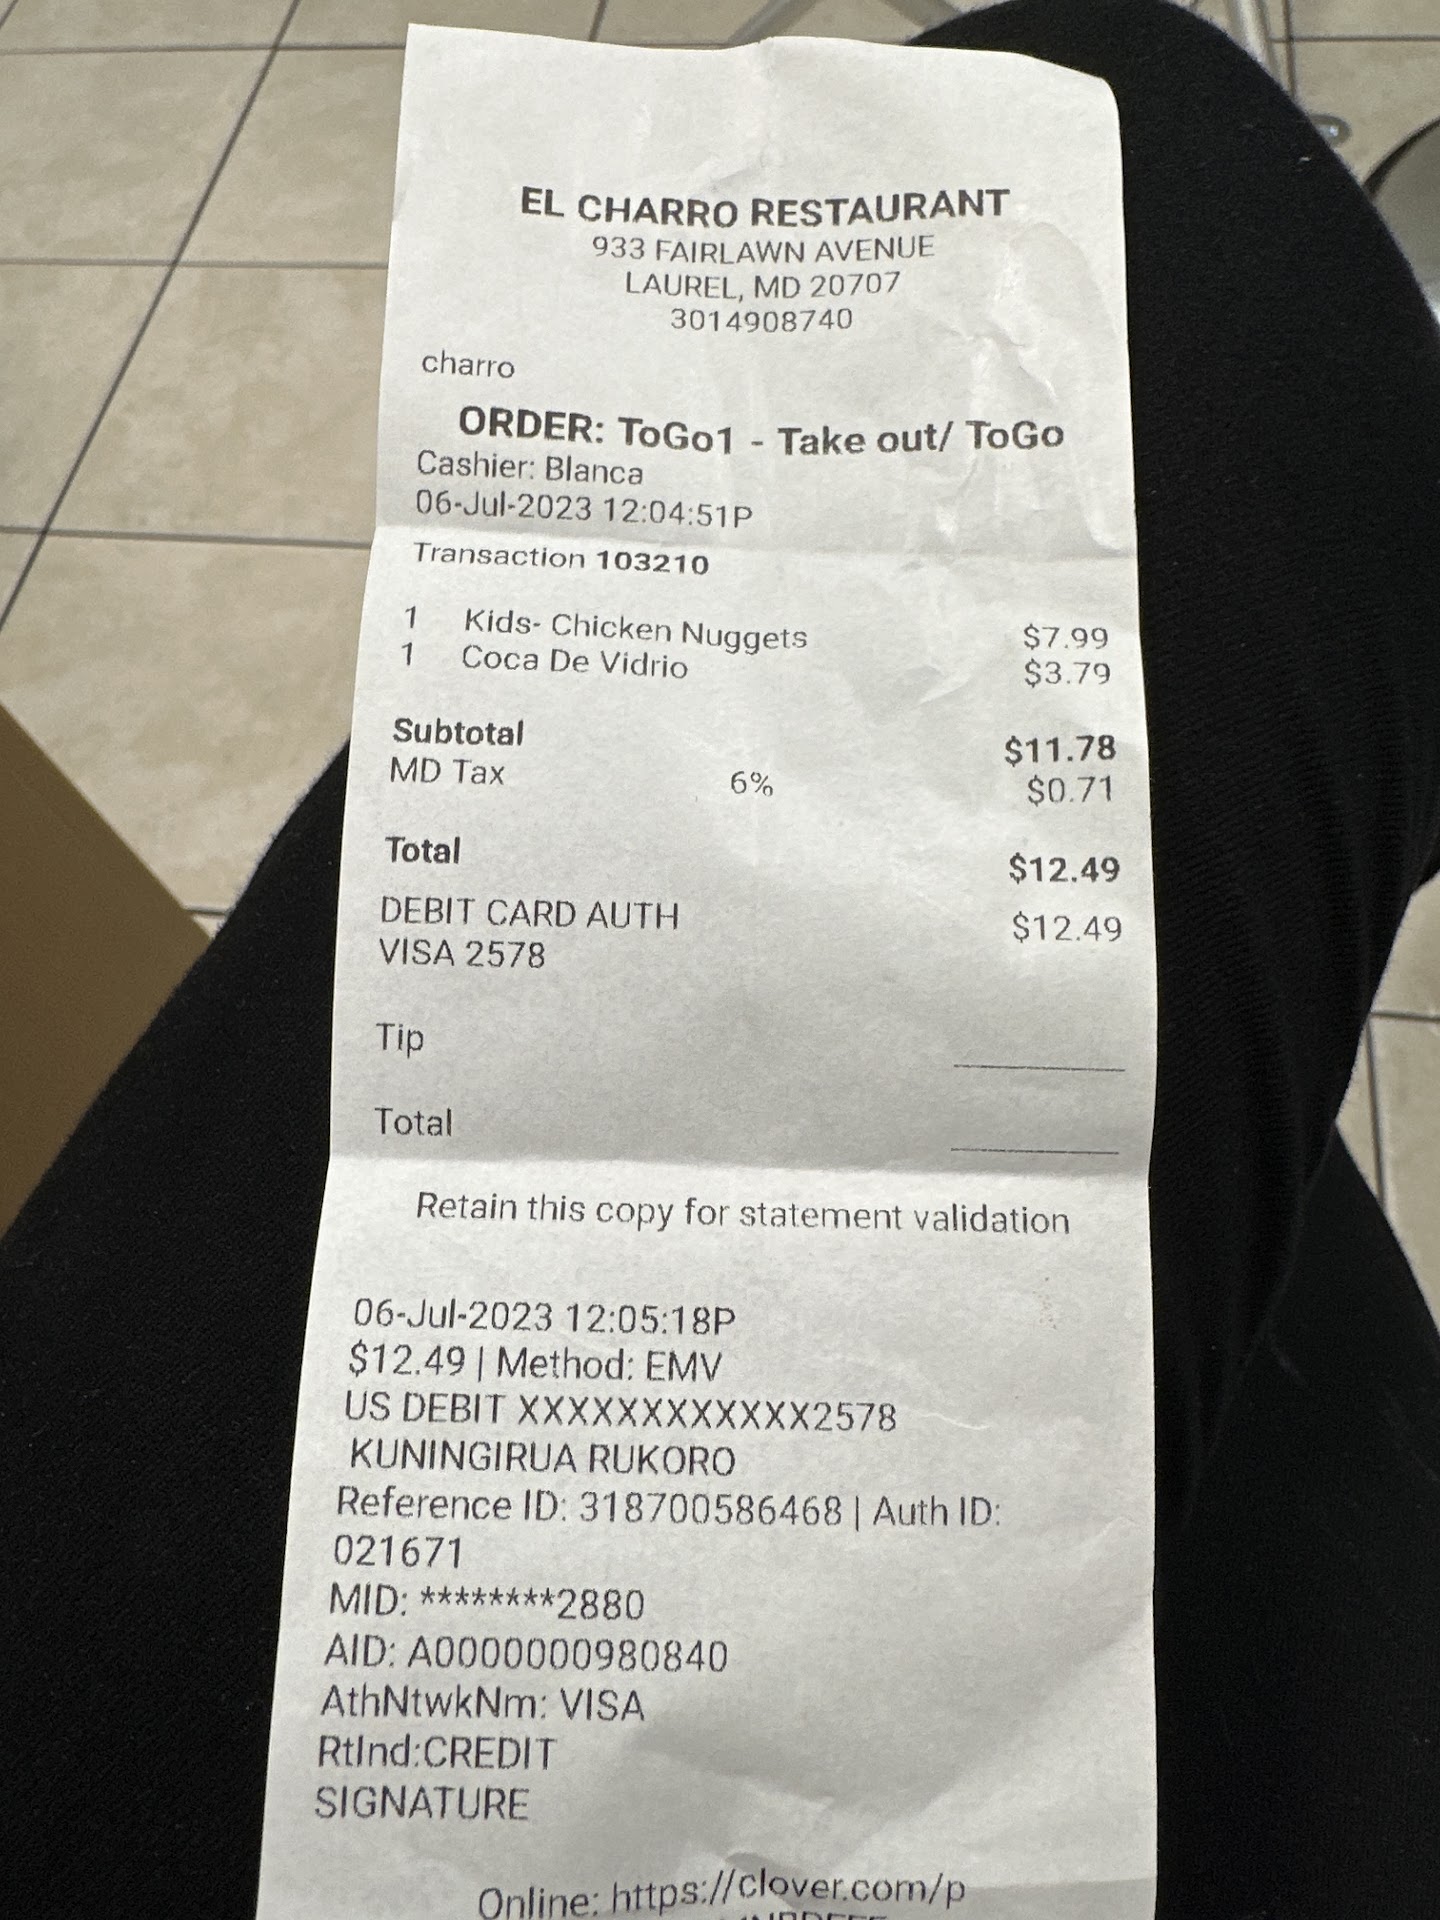 EL CHARRO RESTAURANT
933 FAIRLAWN AVENUE
LAUREL, MD 20707
3014908740
charro
ORDER: ToGo1 - Take out/ ToGo
Cashier: Blanca
06-Jul-2023 12:04:51P
Transaction 103210
1 Kids- Chicken Nuggets $7.99
1 Coca De Vidrio $3.79
Subtotal $11.78
MD Tax 6% $0.71
Total $12.49
DEBIT CARD AUTH $12.49
VISA 2578
Tip
Total
Retain this copy for statement validation
06-Jul-2023 12:05:18P
$12.49 | Method: EMV
US DEBIT XXXXXXXXXXXX2578
KUNINGIRUA RUKORO
Reference ID: 318700586468 | Auth ID:
021671
MID: ********2880
AID: A0000000980840
AthNtwkNm: VISA
RtInd:CREDIT
SIGNATURE
Online: https://clover.com/p